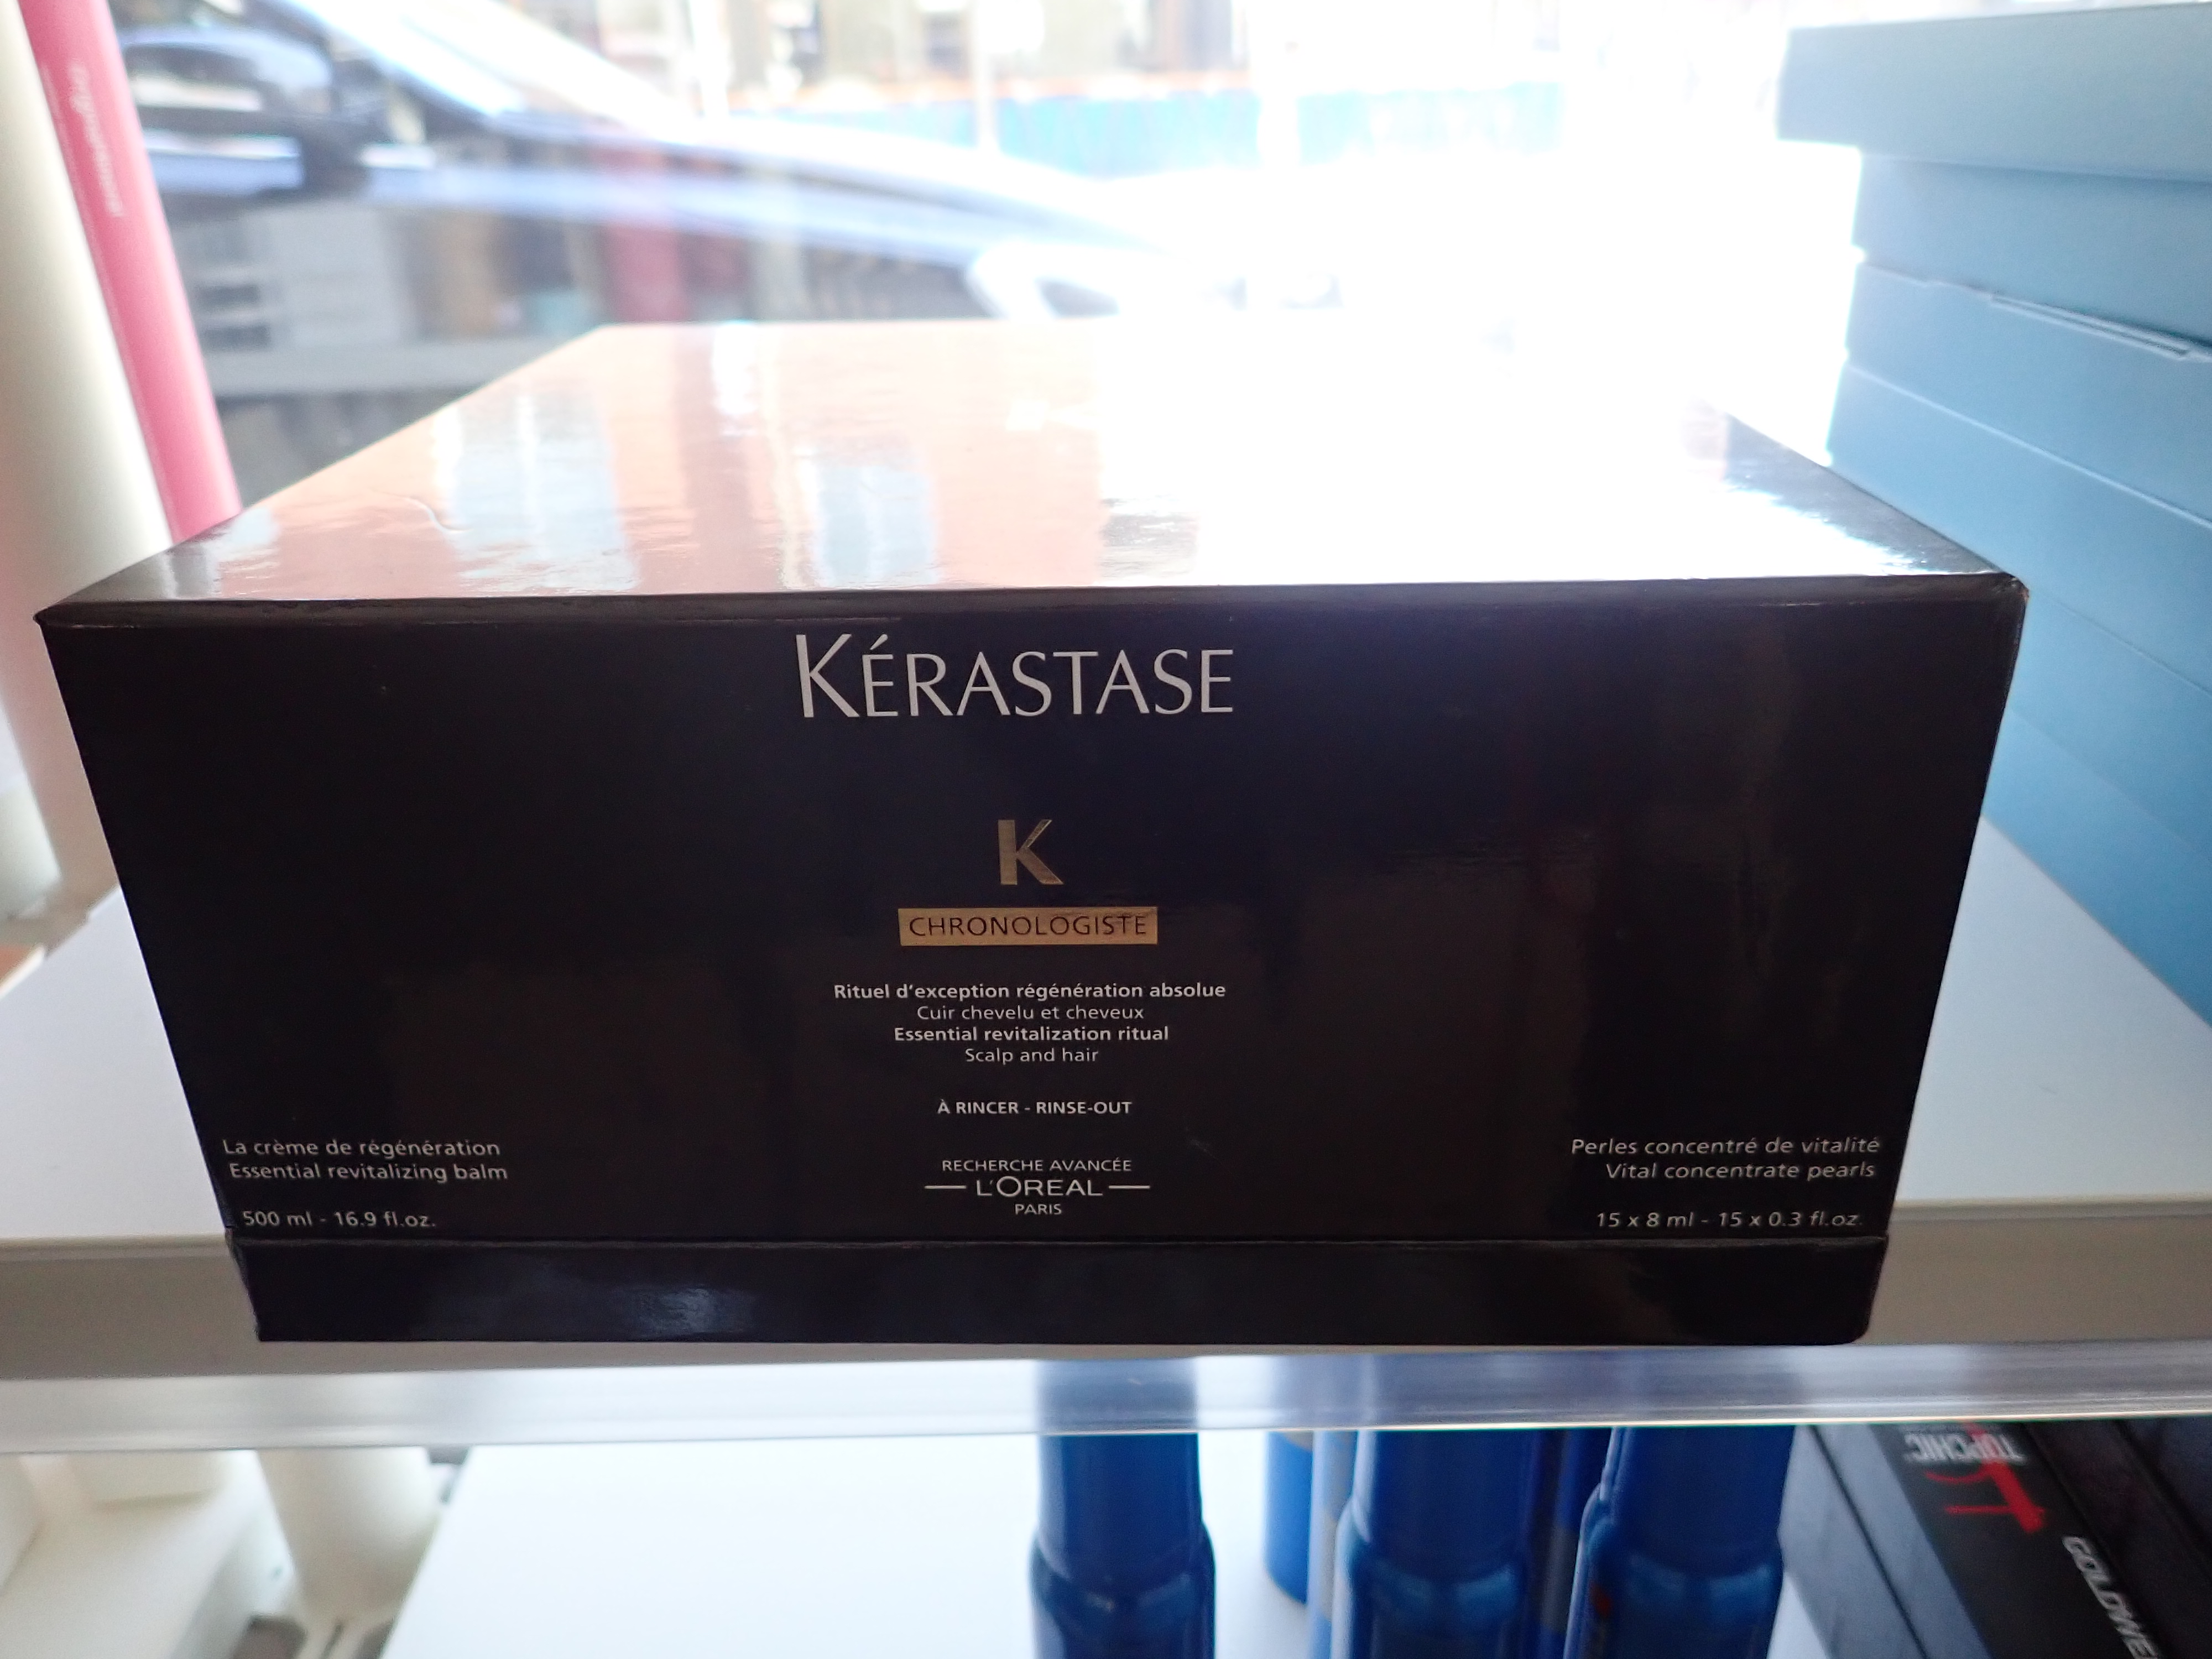 KÉRASTASE
K
CHRONOLOGISTE
Rituel d'exception régénération absolue
Cuir chevelu et cheveux
Essential revitalization ritual
Scalp and hair
À RINCER - RINSE-OUT
RECHERCHE AVANCÉE
L'ORÉAL
PARIS
La crème de régénération
Essential revitalizing balm
500 ml - 16.9 fl.oz.
Perles concentré de vitalité
Vital concentrate pearls
15 x 8 ml - 15 x 0.3 fl.oz.
TOPCHIC